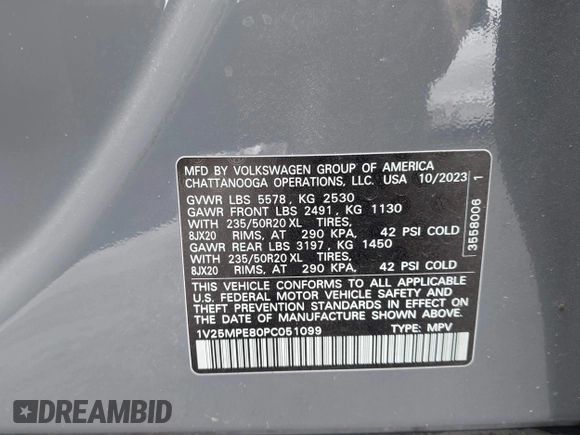 MFD BY VOLKSWAGEN GROUP OF AMERICA
CHATTANOOGA OPERATIONS, LLC. USA 10/2023
GVWR LBS 5578, KG 2530
GAWR FRONT LBS 2491, KG 1130
WITH 235/50R20 XL TIRES,
8JX20 RIMS, AT 290 KPA, 42 PSI COLD
GAWR REAR LBS 3197, KG 1450
WITH 235/50R20 XL TIRES,
8JX20 RIMS, AT 290 KPA, 42 PSI COLD
THIS VEHICLE CONFORMS TO ALL APPLICABLE
U.S. FEDERAL MOTOR VEHICLE SAFETY AND
THEFT PREVENTION STANDARDS IN EFFECT ON
THE DATE OF MANUFACTURE SHOWN ABOVE.
1V25MPE80PC051099 TYPE: MPV
3558006 1
DREAMBID